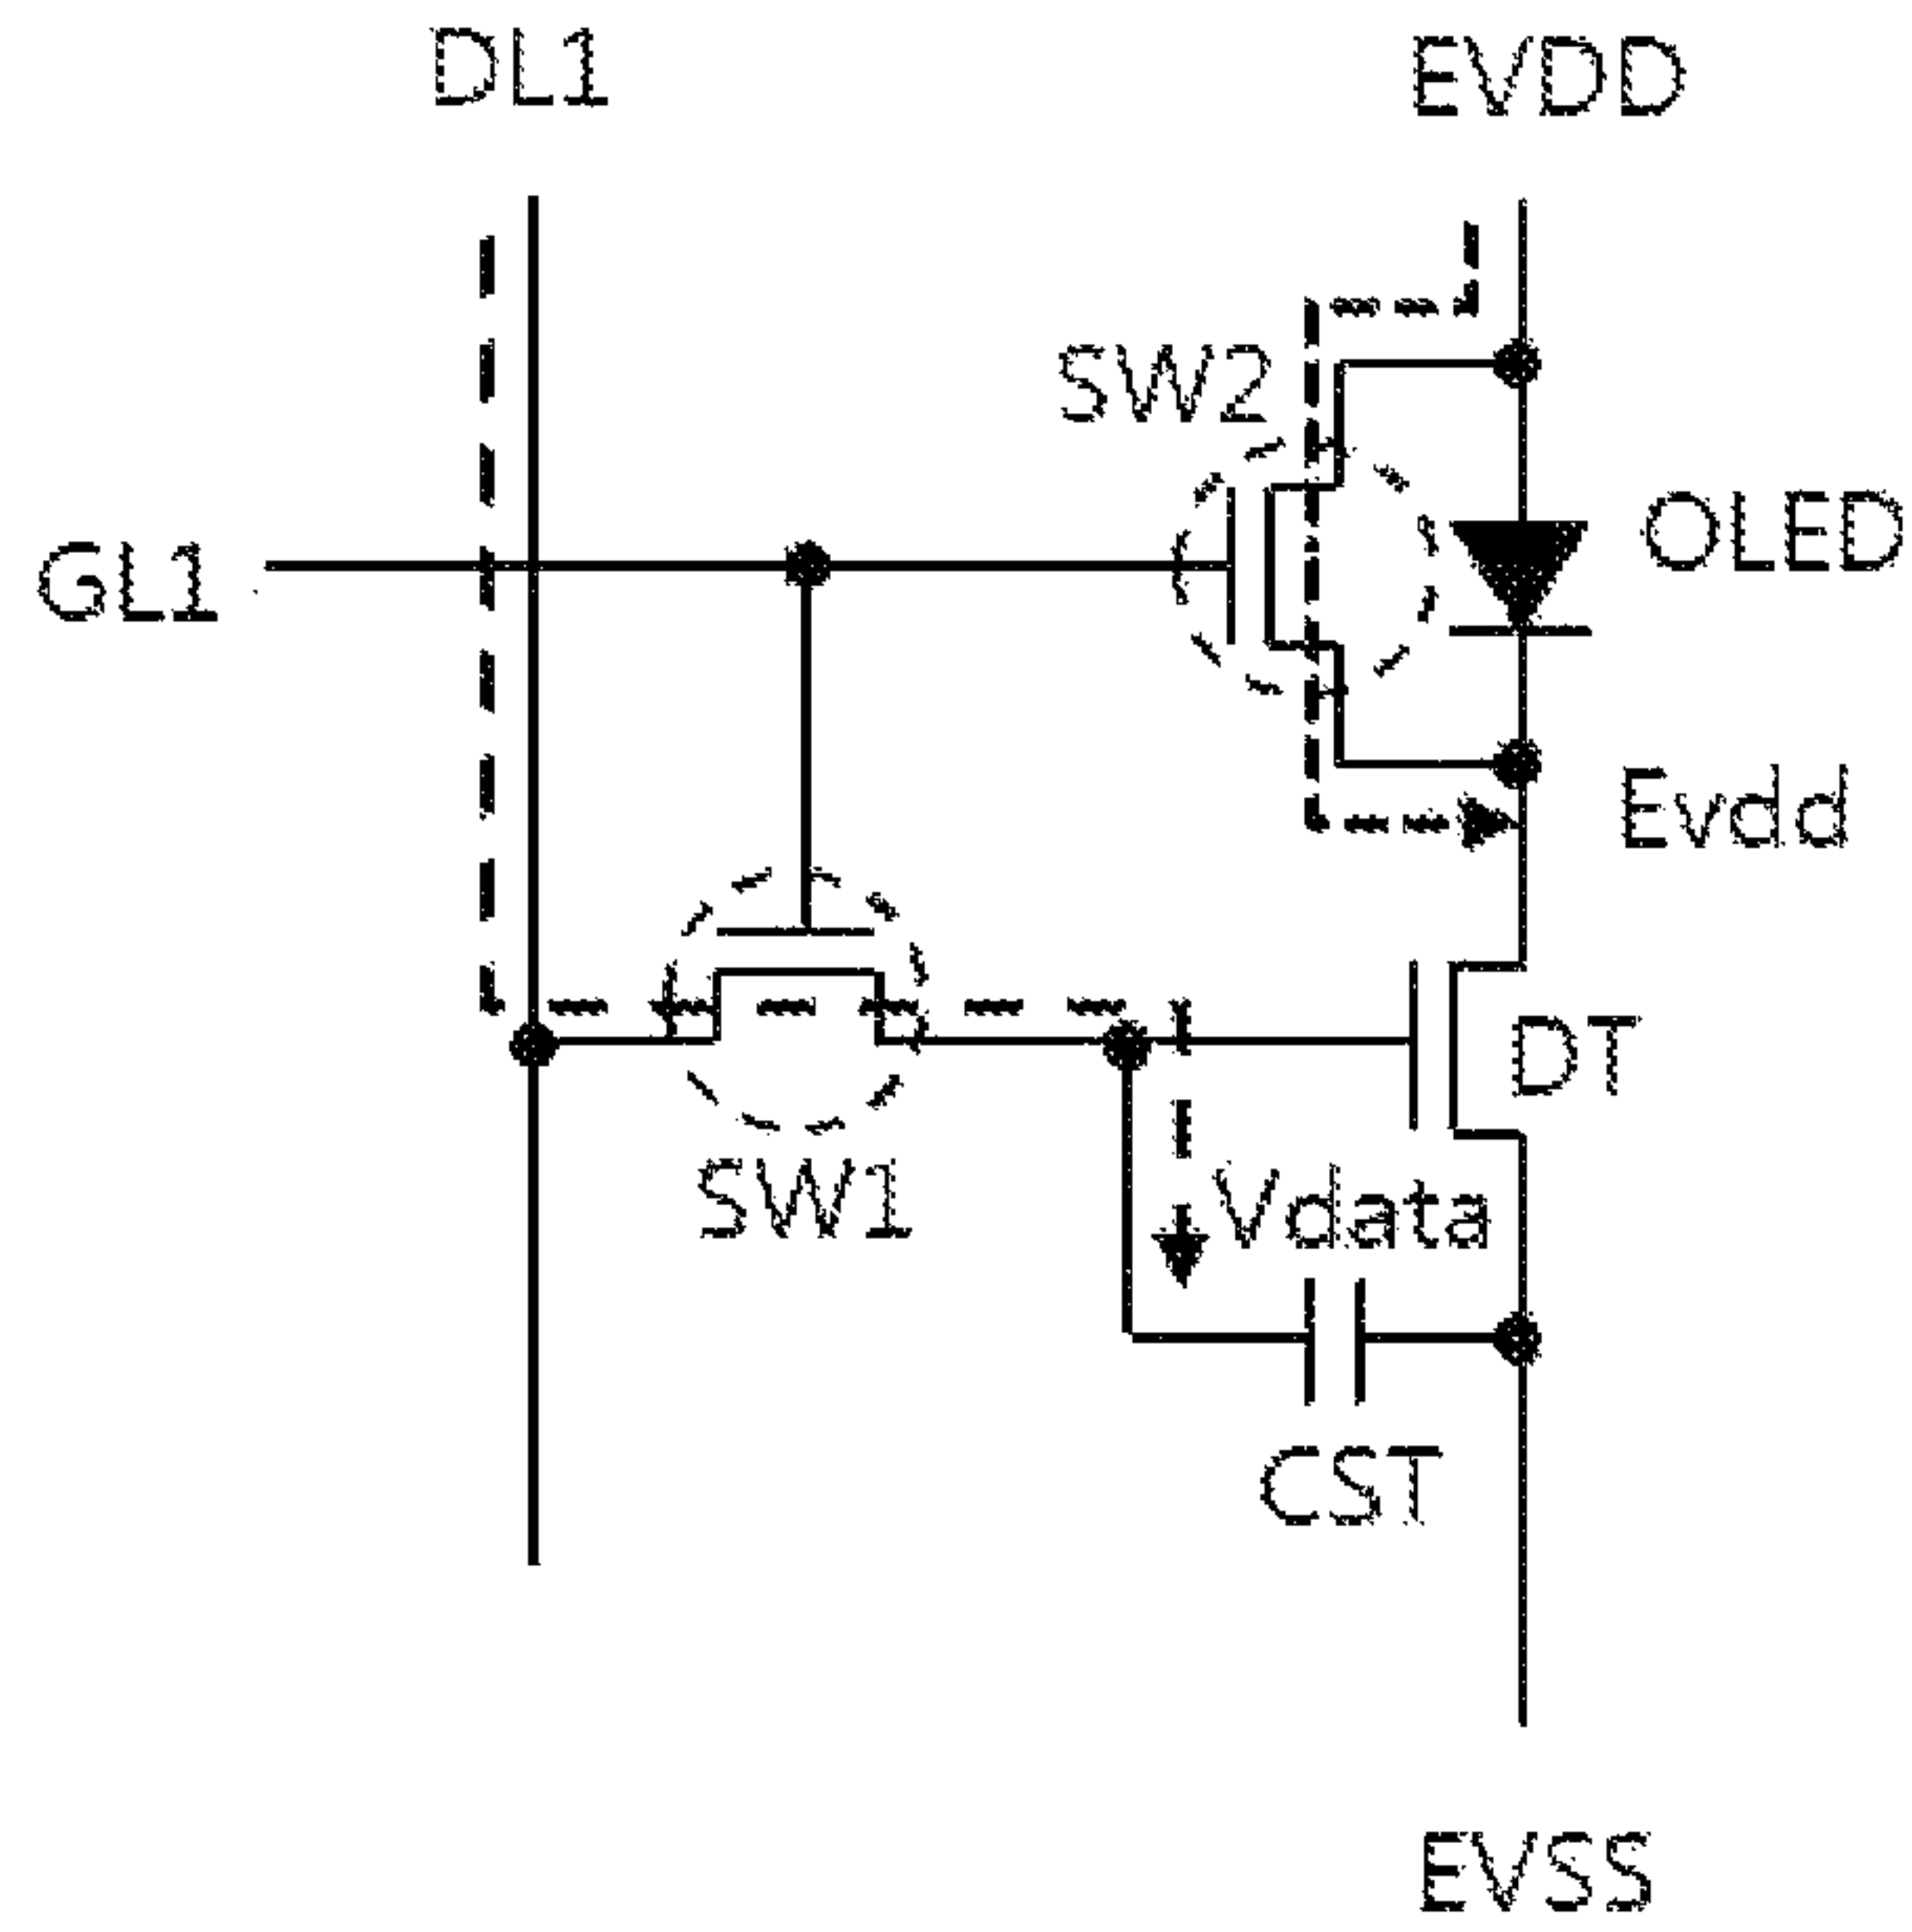 DL1
EVDD
SW2
OLED
GL1
Evdd
DT
SW1
Vdata
CST
EVSS